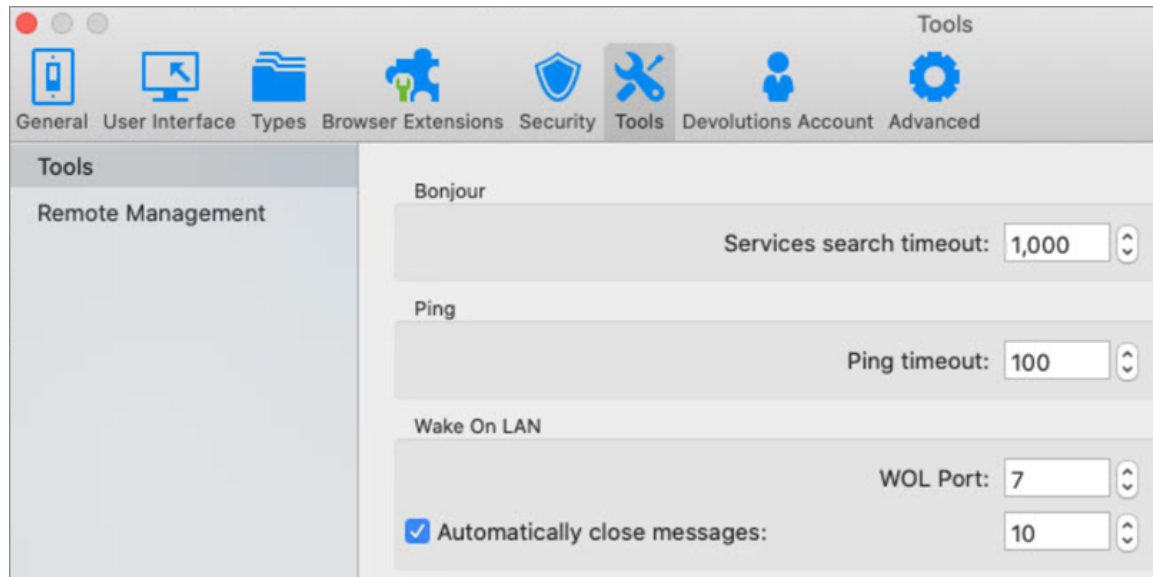 Tools
General User Interface Types Browser Extensions Security Tools Devolutions Account Advanced
Tools
Remote Management
Bonjour
Services search timeout: 1,000
Ping
Ping timeout: 100
Wake On LAN
WOL Port: 7
Automatically close messages: 10